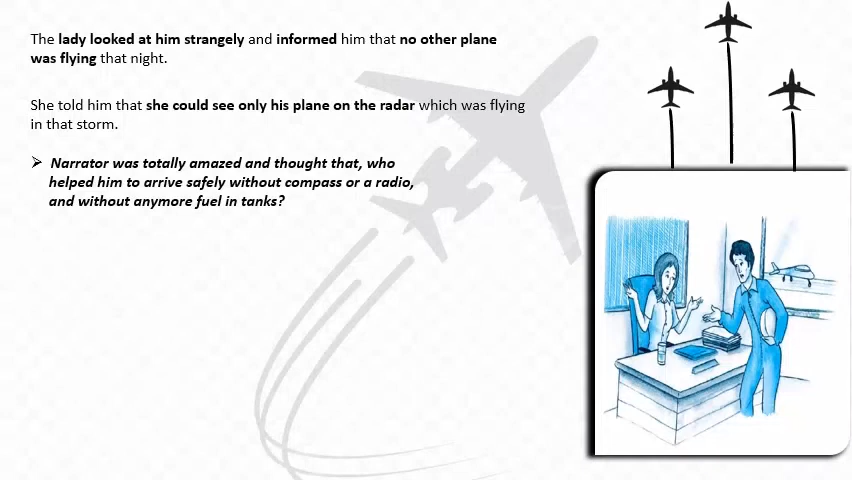 The lady looked at him strangely and informed him that no other plane
was flying that night.
She told him that she could see only his plane on the radar which was flying
in that storm.
➢ Narrator was totally amazed and thought that, who
helped him to arrive safely without compass or a radio,
and without anymore fuel in tanks?